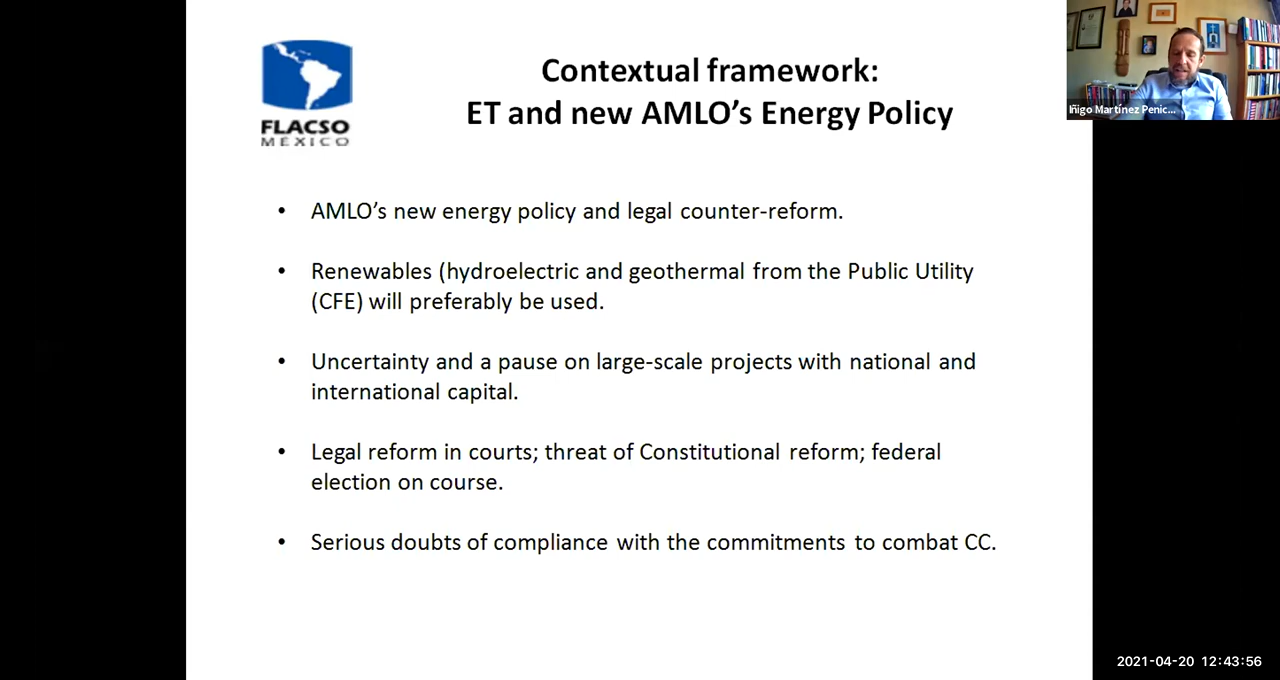 FLACSO
MEXICO
Contextual framework:
ET and new AMLO's Energy Policy
• AMLO's new energy policy and legal counter-reform.
• Renewables (hydroelectric and geothermal from the Public Utility
(CFE) will preferably be used.
• Uncertainty and a pause on large-scale projects with national and
international capital.
• Legal reform in courts; threat of Constitutional reform; federal
election on course.
• Serious doubts of compliance with the commitments to combat CC.
Iñigo Martínez Penic...
2021-04-20 12:43:56